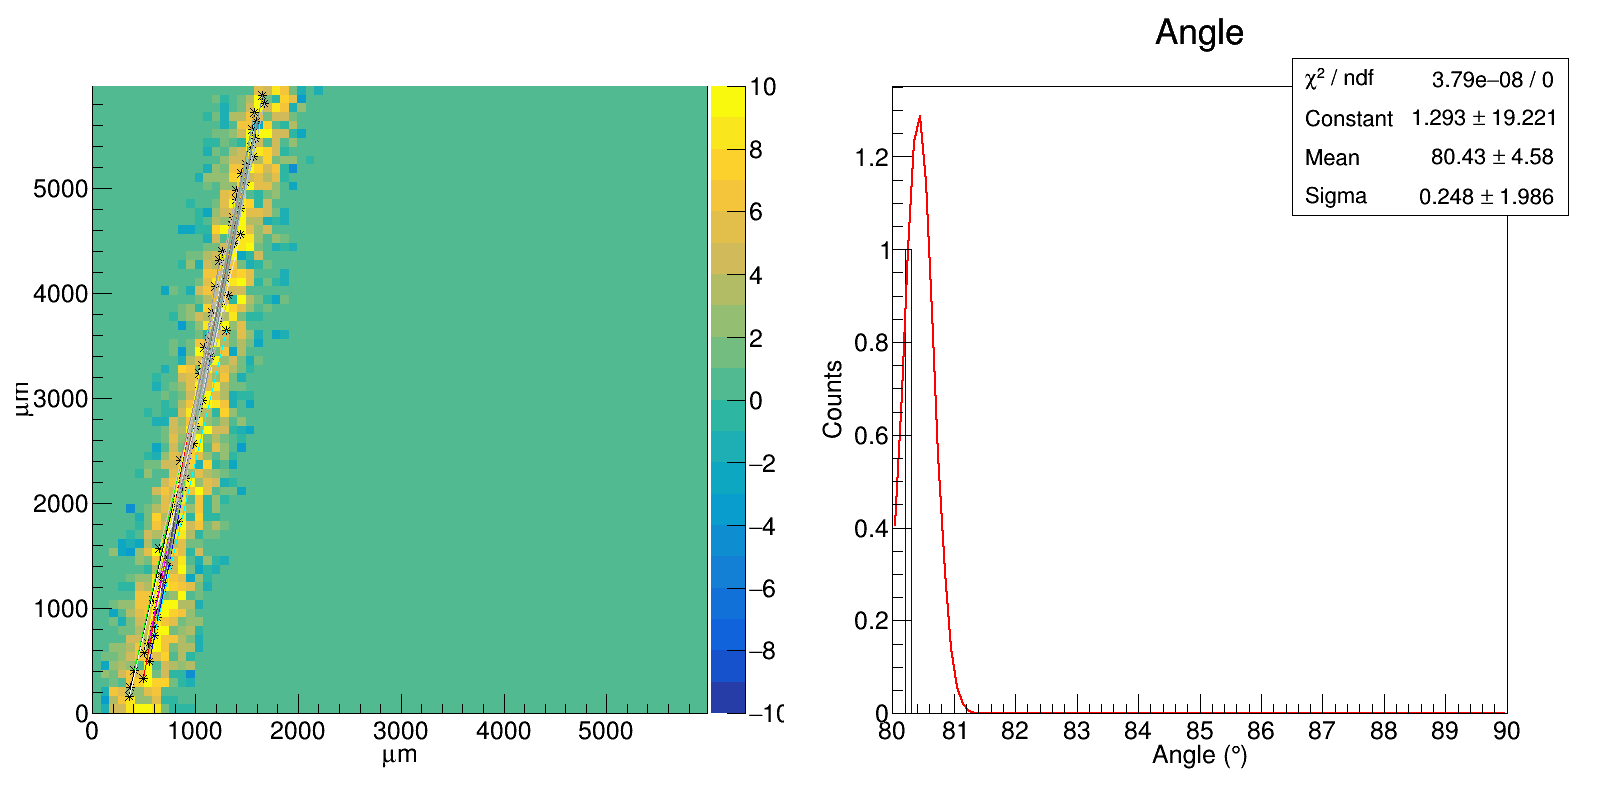 Angle
χ² / ndf 3.79e−08 / 0
Constant 1.293 ± 19.221
Mean 80.43 ± 4.58
Sigma 0.248 ± 1.986
μm
5000
4000
3000
2000
1000
0
0 1000 2000 3000 4000 5000
μm
10
8
6
4
2
0
−2
−4
−6
−8
−10
Counts
1.2
1
0.8
0.6
0.4
0.2
0
80 81 82 83 84 85 86 87 88 89 90
Angle (°)